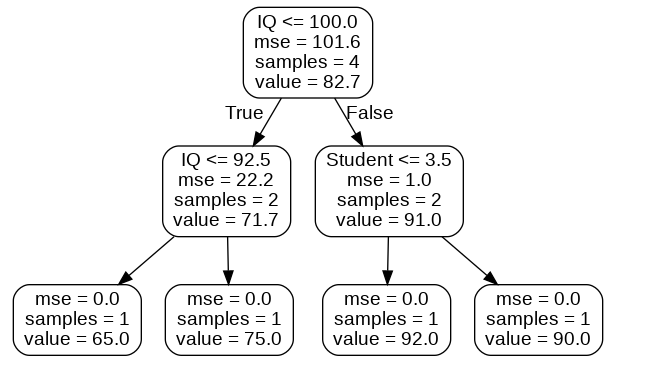 IQ <= 100.0
mse = 101.6
samples = 4
value = 82.7
True
False
IQ <= 92.5
mse = 22.2
samples = 2
value = 71.7
Student <= 3.5
mse = 1.0
samples = 2
value = 91.0
mse = 0.0
samples = 1
value = 65.0
mse = 0.0
samples = 1
value = 75.0
mse = 0.0
samples = 1
value = 92.0
mse = 0.0
samples = 1
value = 90.0